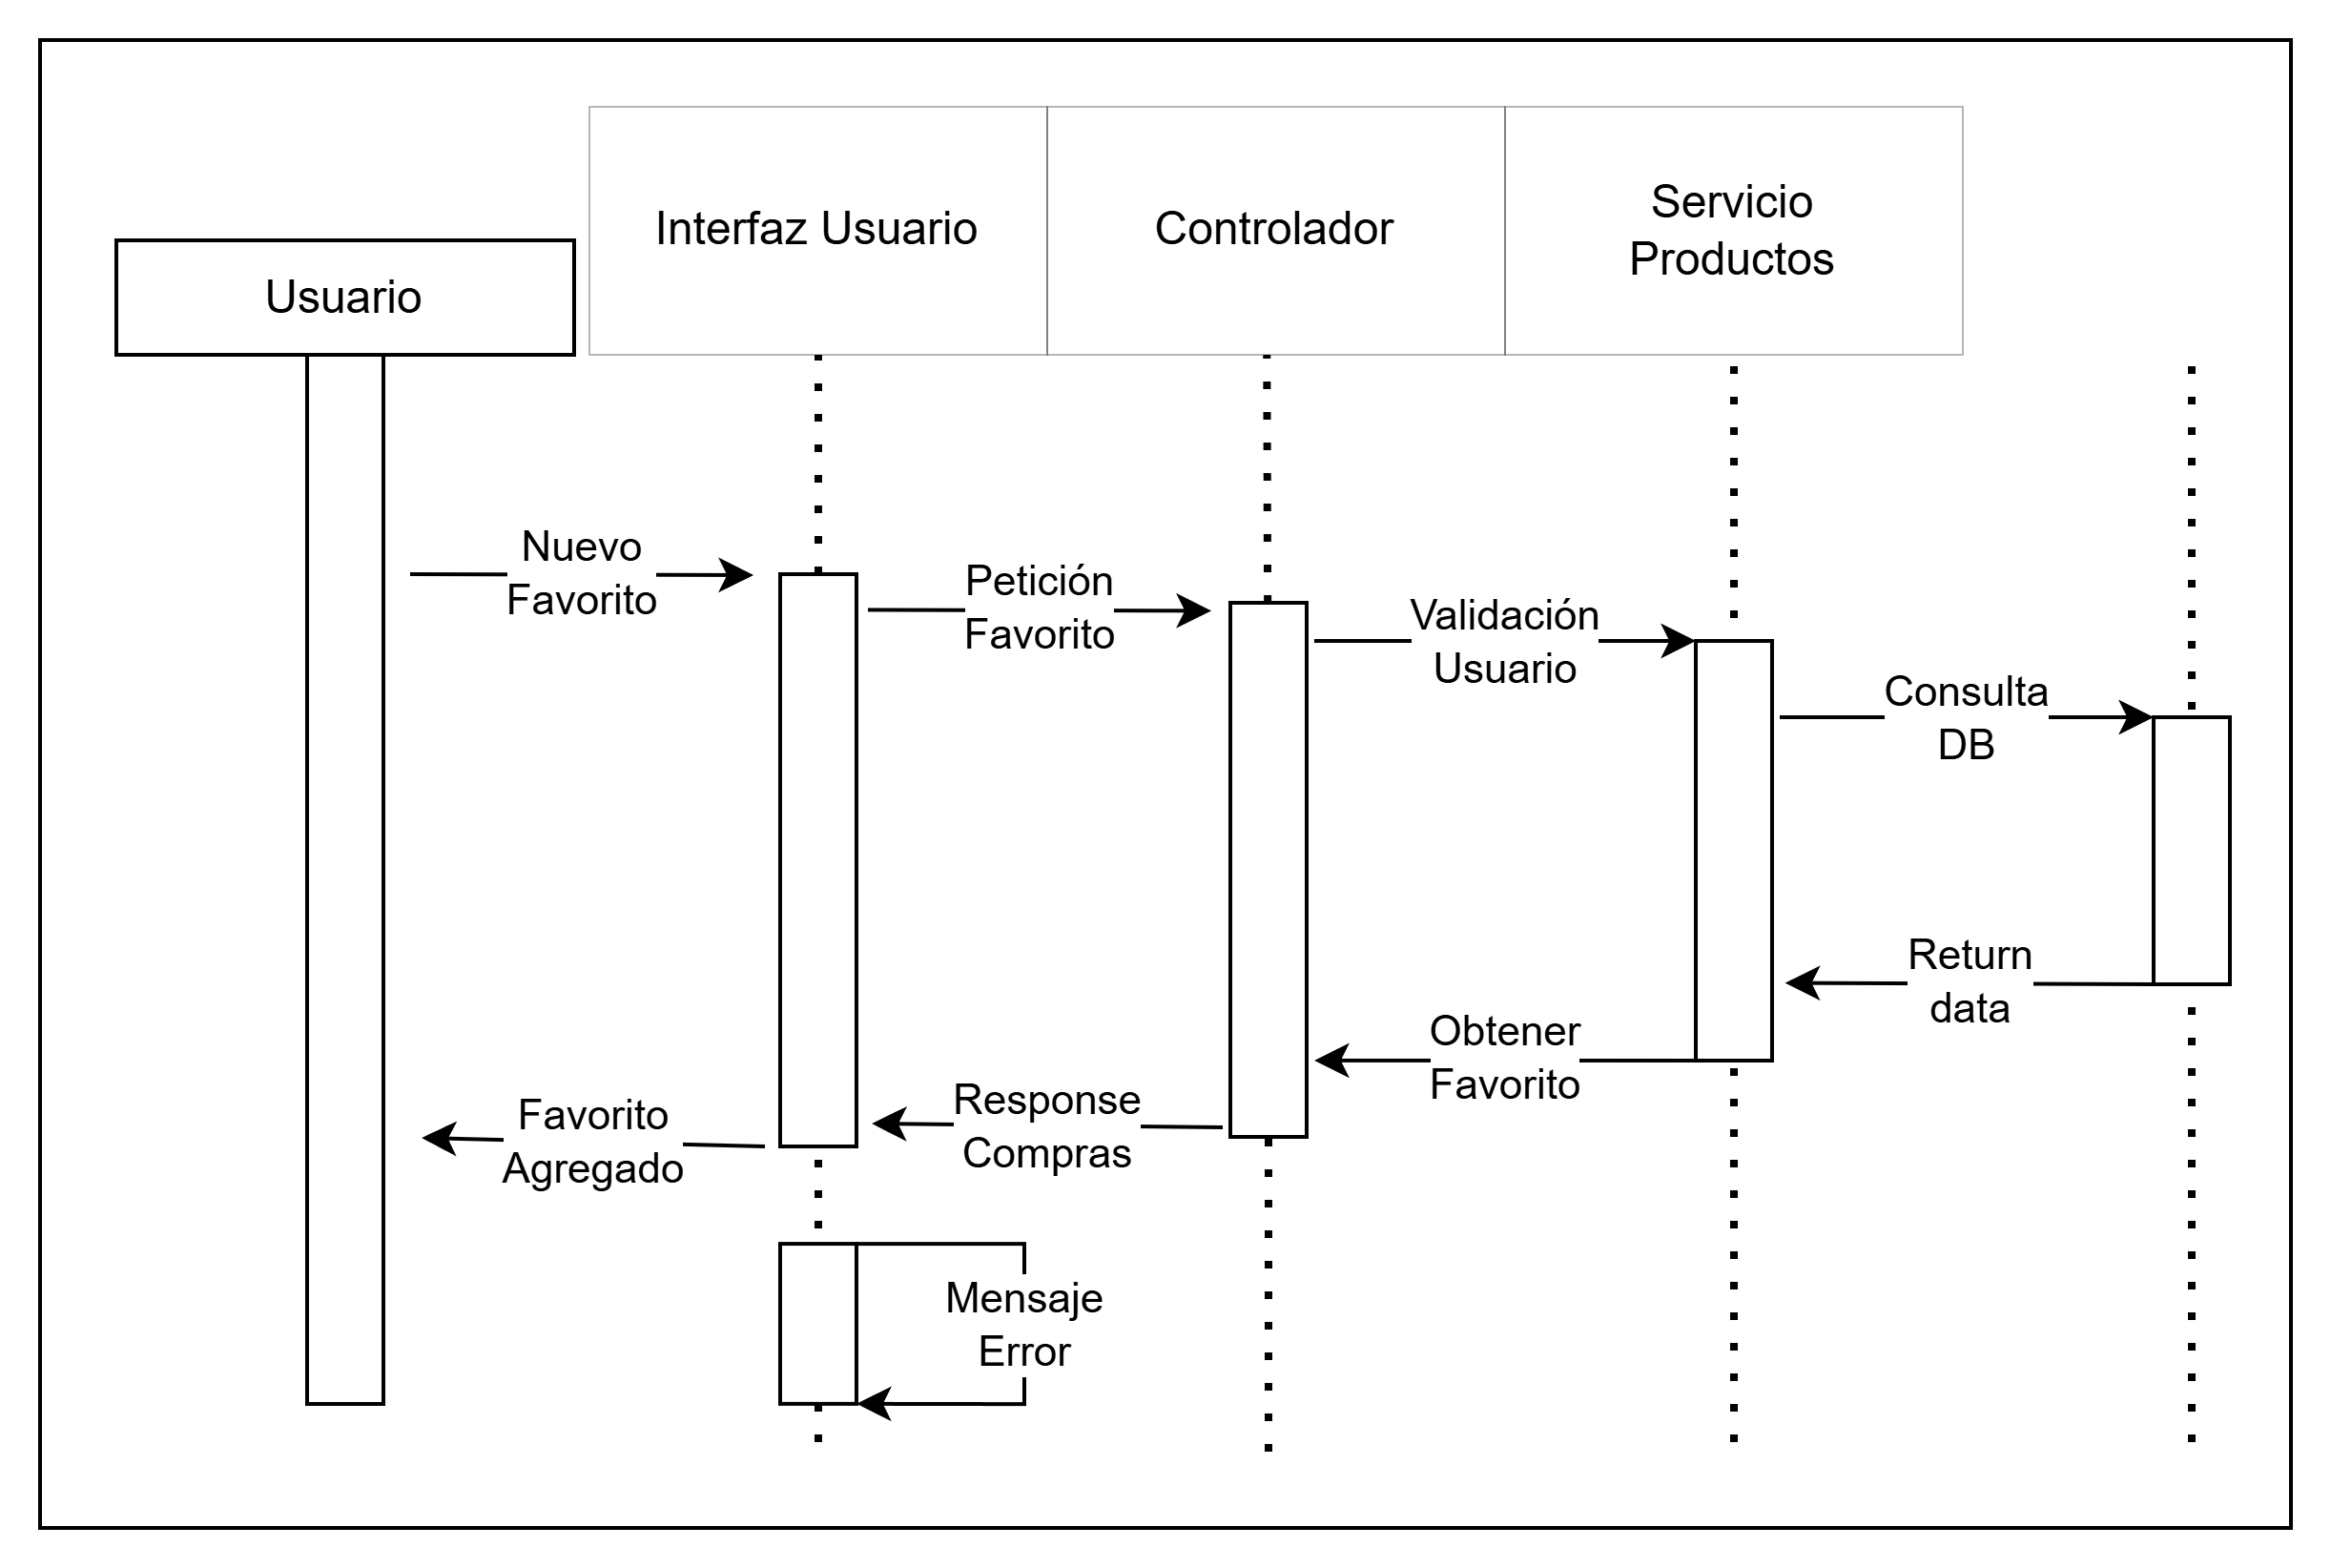 Usuario
Interfaz Usuario
Controlador
Servicio
Productos
Nuevo
Favorito
Petición
Favorito
Validación
Usuario
Consulta
DB
Return
data
Obtener
Favorito
Response
Compras
Favorito
Agregado
Mensaje
Error